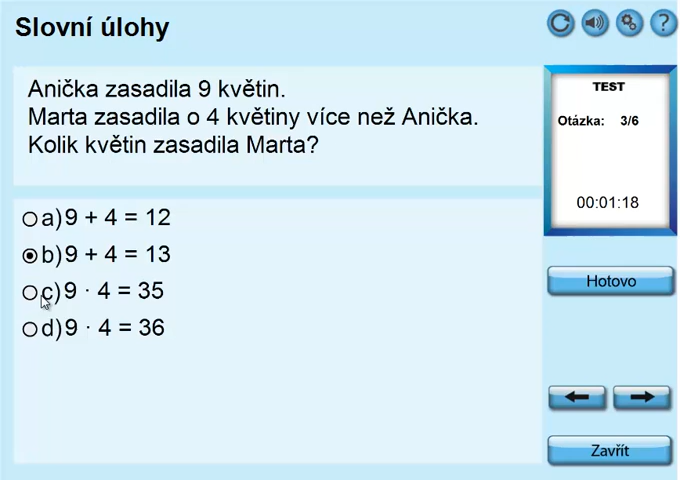 Slovní úlohy
?
Anička zasadila 9 květin.
Marta zasadila o 4 květiny více než Anička.
Kolik květin zasadila Marta?
TEST
Otázka: 3/6
00:01:18
a) 9 + 4 = 12
b) 9 + 4 = 13
c) 9 · 4 = 35
d) 9 · 4 = 36
Hotovo
Zavřít